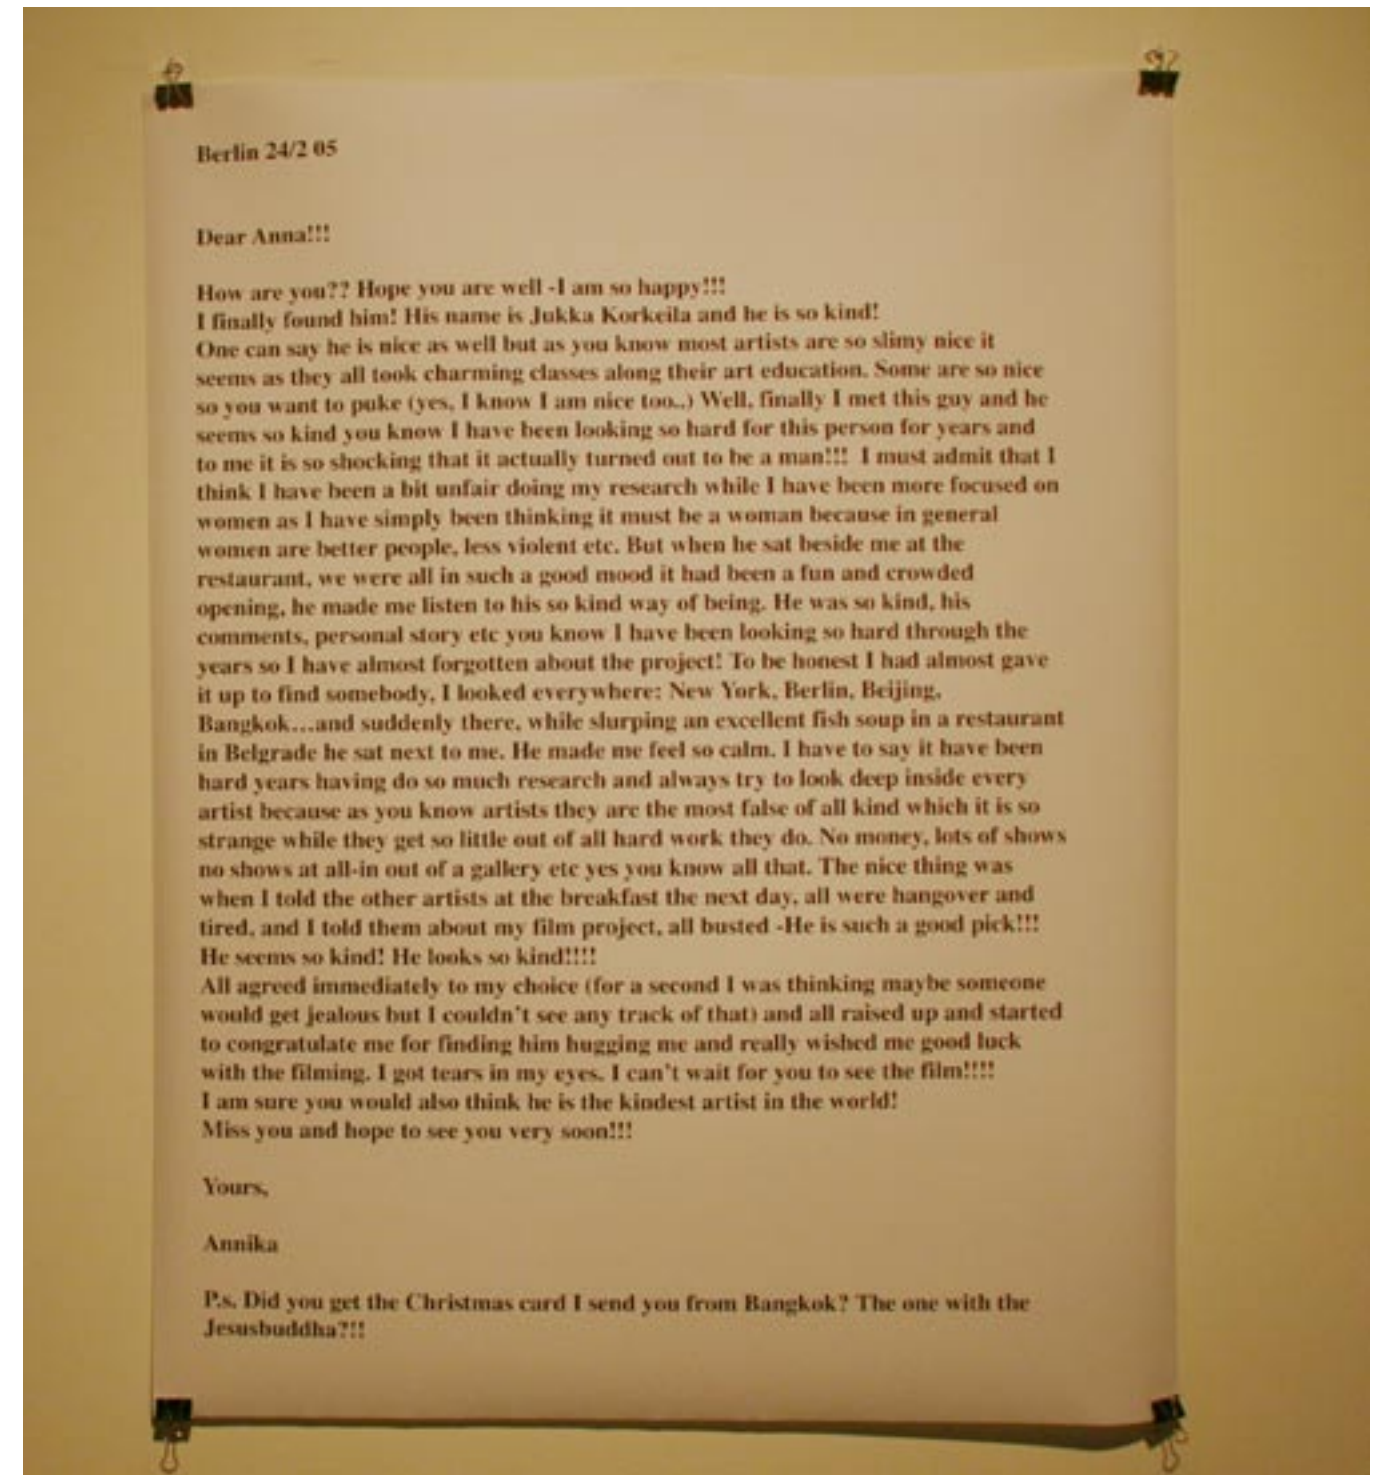 Berlin 24/2 05
Dear Anna!!!
How are you?? Hope you are well -I am so happy!!!
I finally found him! His name is Jukka Korkeila and he is so kind!
One can say he is nice as well but as you know most artists are so slimy nice it
seems as they all took charming classes along their art education. Some are so nice
so you want to puke (yes, I know I am nice too..) Well, finally I met this guy and he
seems so kind you know I have been looking so hard for this person for years and
to me it is so shocking that it actually turned out to be a man!!! I must admit that I
think I have been a bit unfair doing my research while I have been more focused on
women as I have simply been thinking it must be a woman because in general
women are better people, less violent etc. But when he sat beside me at the
restaurant, we were all in such a good mood it had been a fun and crowded
opening, he made me listen to his so kind way of being. He was so kind, his
comments, personal story etc you know I have been looking so hard through the
years so I have almost forgotten about the project! To be honest I had almost gave
it up to find somebody, I looked everywhere: New York, Berlin, Beijing,
Bangkok...and suddenly there, while slurping an excellent fish soup in a restaurant
in Belgrade he sat next to me. He made me feel so calm. I have to say it have been
hard years having do so much research and always try to look deep inside every
artist because as you know artists they are the most false of all kind which it is so
strange while they get so little out of all hard work they do. No money, lots of shows
no shows at all-in out of a gallery etc yes you know all that. The nice thing was
when I told the other artists at the breakfast the next day, all were hangover and
tired, and I told them about my film project, all busted -He is such a good pick!!!
He seems so kind! He looks so kind!!!!
All agreed immediately to my choice (for a second I was thinking maybe someone
would get jealous but I couldn't see any track of that) and all raised up and started
to congratulate me for finding him hugging me and really wished me good luck
with the filming. I got tears in my eyes. I can't wait for you to see the film!!!!
I am sure you would also think he is the kindest artist in the world!
Miss you and hope to see you very soon!!!
Yours,
Annika
P.s. Did you get the Christmas card I send you from Bangkok? The one with the
Jesusbuddha?!!